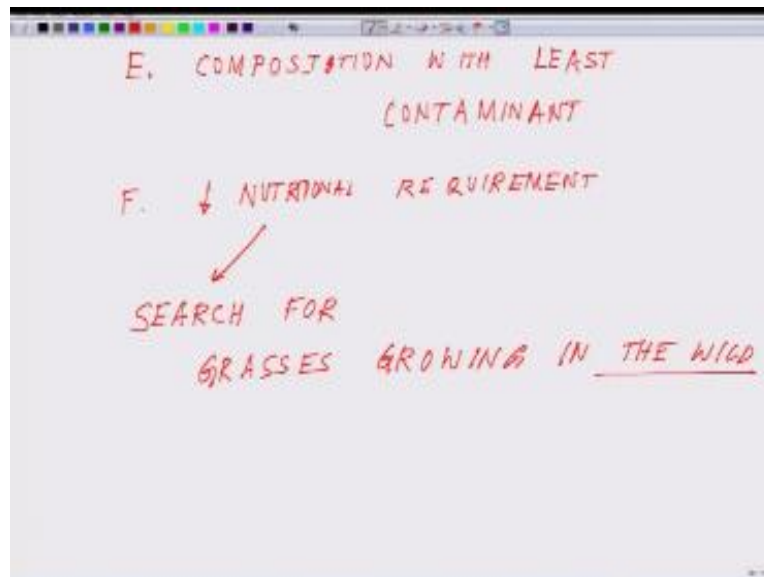 E. COMPOSITION WITH LEAST
CONTAMINANT
F. ↓ NUTRITIONAL REQUIREMENT
SEARCH FOR
GRASSES GROWING IN THE WILD